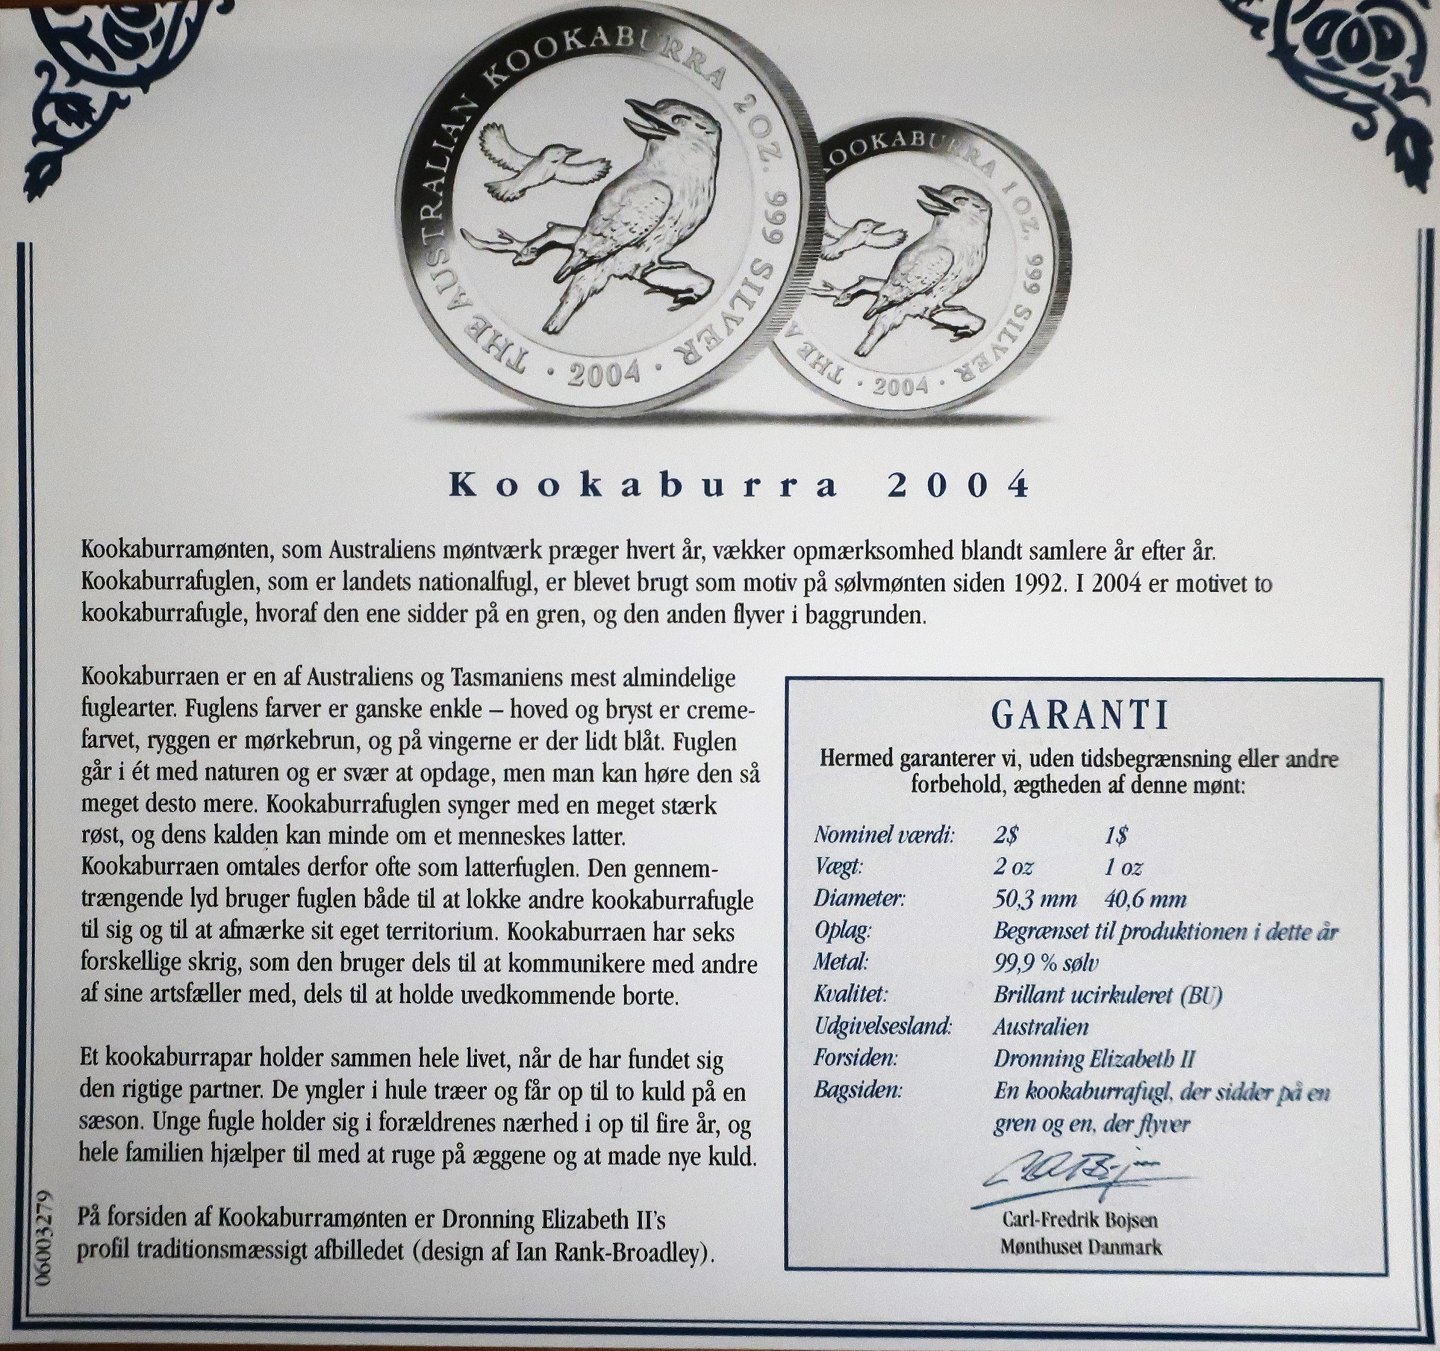 THE AUSTRALIAN KOOKABURRA 2 OZ. 999 SILVER · 2004 ·
THE A
KOOKABURRA 1 OZ. 999 SILVER · 2004 ·
Kookaburra 2004
Kookaburramønten, som Australiens møntværk præger hvert år, vækker opmærksomhed blandt samlere år efter år.
Kookaburrafuglen, som er landets nationalfugl, er blevet brugt som motiv på sølvmønten siden 1992. I 2004 er motivet to
kookaburrafugle, hvoraf den ene sidder på en gren, og den anden flyver i baggrunden.
Kookaburraen er en af Australiens og Tasmaniens mest almindelige
fuglearter. Fuglens farver er ganske enkle – hoved og bryst er creme-
farvet, ryggen er mørkebrun, og på vingerne er der lidt blåt. Fuglen
går i ét med naturen og er svær at opdage, men man kan høre den så
meget desto mere. Kookaburrafuglen synger med en meget stærk
røst, og dens kalden kan minde om et menneskes latter.
Kookaburraen omtales derfor ofte som latterfuglen. Den gennem-
trængende lyd bruger fuglen både til at lokke andre kookaburrafugle
til sig og til at afmærke sit eget territorium. Kookaburraen har seks
forskellige skrig, som den bruger dels til at kommunikere med andre
af sine artsfæller med, dels til at holde uvedkommende borte.
Et kookaburrapar holder sammen hele livet, når de har fundet sig
den rigtige partner. De yngler i hule træer og får op til to kuld på en
sæson. Unge fugle holder sig i forældrenes nærhed i op til fire år, og
hele familien hjælper til med at ruge på æggene og at made nye kuld.
På forsiden af Kookaburramønten er Dronning Elizabeth II's
profil traditionsmæssigt afbilledet (design af Ian Rank-Broadley).
06003279
GARANTI
Hermed garanterer vi, uden tidsbegrænsning eller andre
forbehold, ægtheden af denne mønt:
Nominel værdi: 2$ 1$
Vægt: 2 oz 1 oz
Diameter: 50,3 mm 40,6 mm
Oplag: Begrænset til produktionen i dette år
Metal: 99,9 % sølv
Kvalitet: Brillant ucirkuleret (BU)
Udgivelsesland: Australien
Forsiden: Dronning Elizabeth II
Bagsiden: En kookaburrafugl, der sidder på en
gren og en, der flyver
Carl-Fredrik Bojsen
Mønthuset Danmark